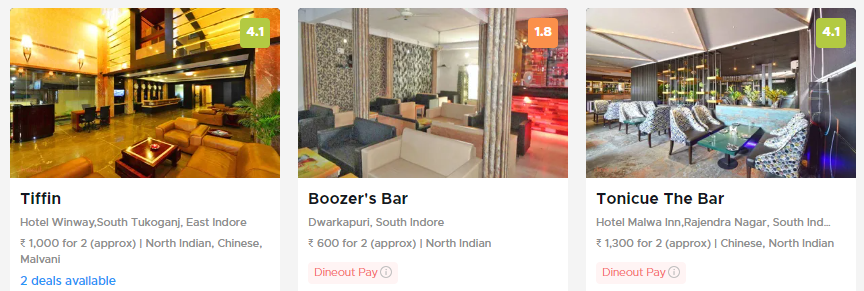 4.1
Tiffin
Hotel Winway,South Tukoganj, East Indore
₹ 1,000 for 2 (approx) | North Indian, Chinese,
Malvani
2 deals available
1.8
Boozer's Bar
Dwarkapuri, South Indore
₹ 600 for 2 (approx) | North Indian
Dineout Pay
4.1
Tonicue The Bar
Hotel Malwa Inn,Rajendra Nagar, South Ind...
₹ 1,300 for 2 (approx) | Chinese, North Indian
Dineout Pay